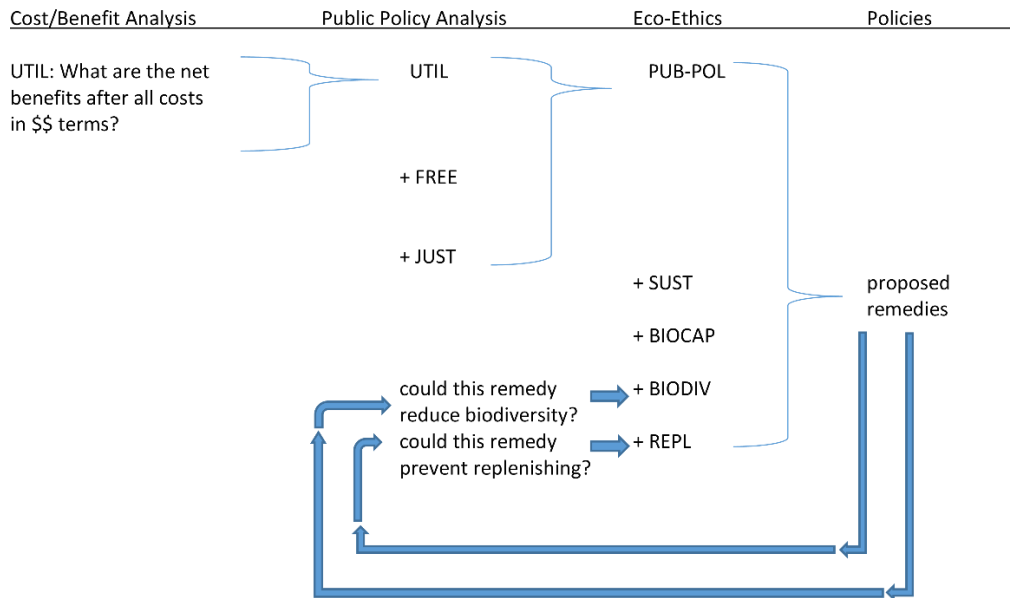 Cost/Benefit Analysis
Public Policy Analysis
Eco-Ethics
Policies
UTIL: What are the net
benefits after all costs
in $$ terms?
UTIL
+ FREE
+ JUST
PUB-POL
+ SUST
+ BIOCAP
+ BIODIV
+ REPL
could this remedy
reduce biodiversity?
could this remedy
prevent replenishing?
proposed
remedies